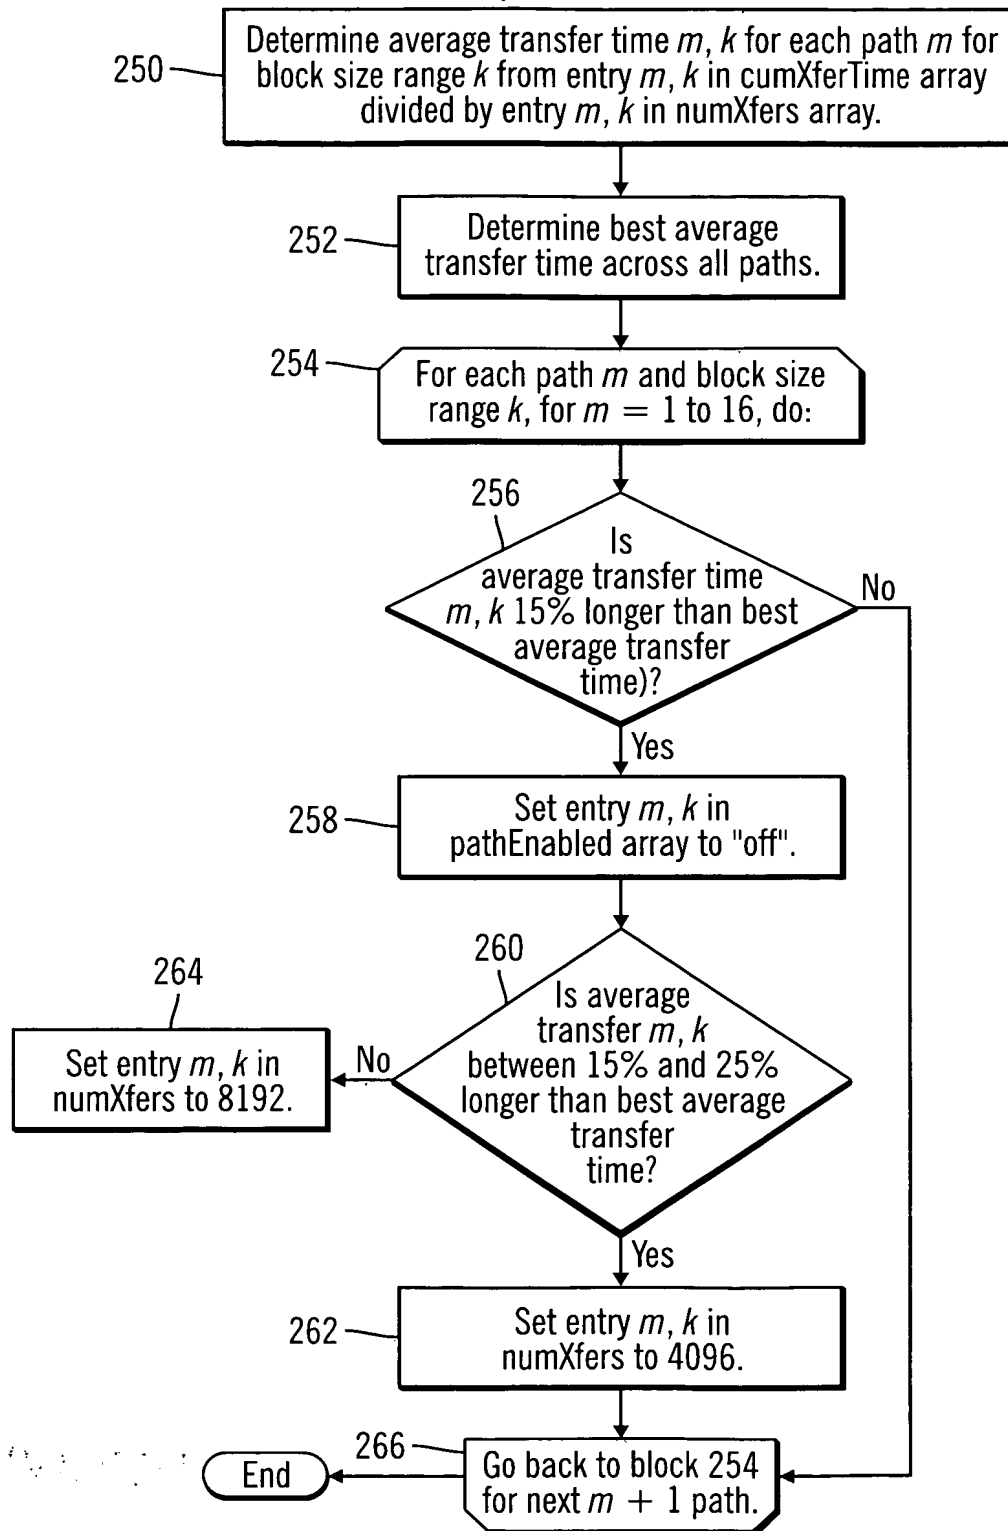 Determine average transfer time m, k for each path m for
block size range k from entry m, k in cumXferTime array
divided by entry m, k in numXfers array.
250
Determine best average
transfer time across all paths.
252
254
For each path m and block size
range k, for m = 1 to 16, do:
256
Is
average transfer time
m, k 15% longer than best
average transfer
time)?
No
Yes
258
Set entry m, k in
pathEnabled array to "off".
260
Is average
transfer m, k
between 15% and 25%
longer than best average
transfer
time?
No
264
Set entry m, k in
numXfers to 8192.
Yes
262
Set entry m, k in
numXfers to 4096.
266
Go back to block 254
for next m + 1 path.
End